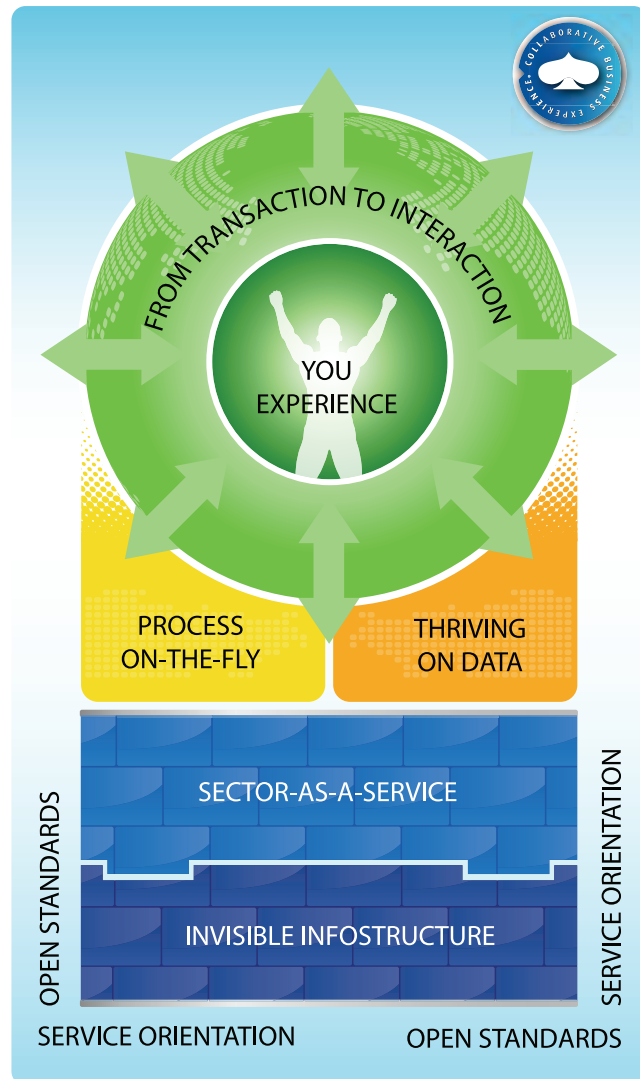 COLLABORATIVE BUSINESS EXPERIENCE
FROM TRANSACTION TO INTERACTION
YOU
EXPERIENCE
PROCESS
ON-THE-FLY
THRIVING
ON DATA
SECTOR-AS-A-SERVICE
INVISIBLE INFOSTRUCTURE
OPEN STANDARDS
SERVICE ORIENTATION
SERVICE ORIENTATION
OPEN STANDARDS